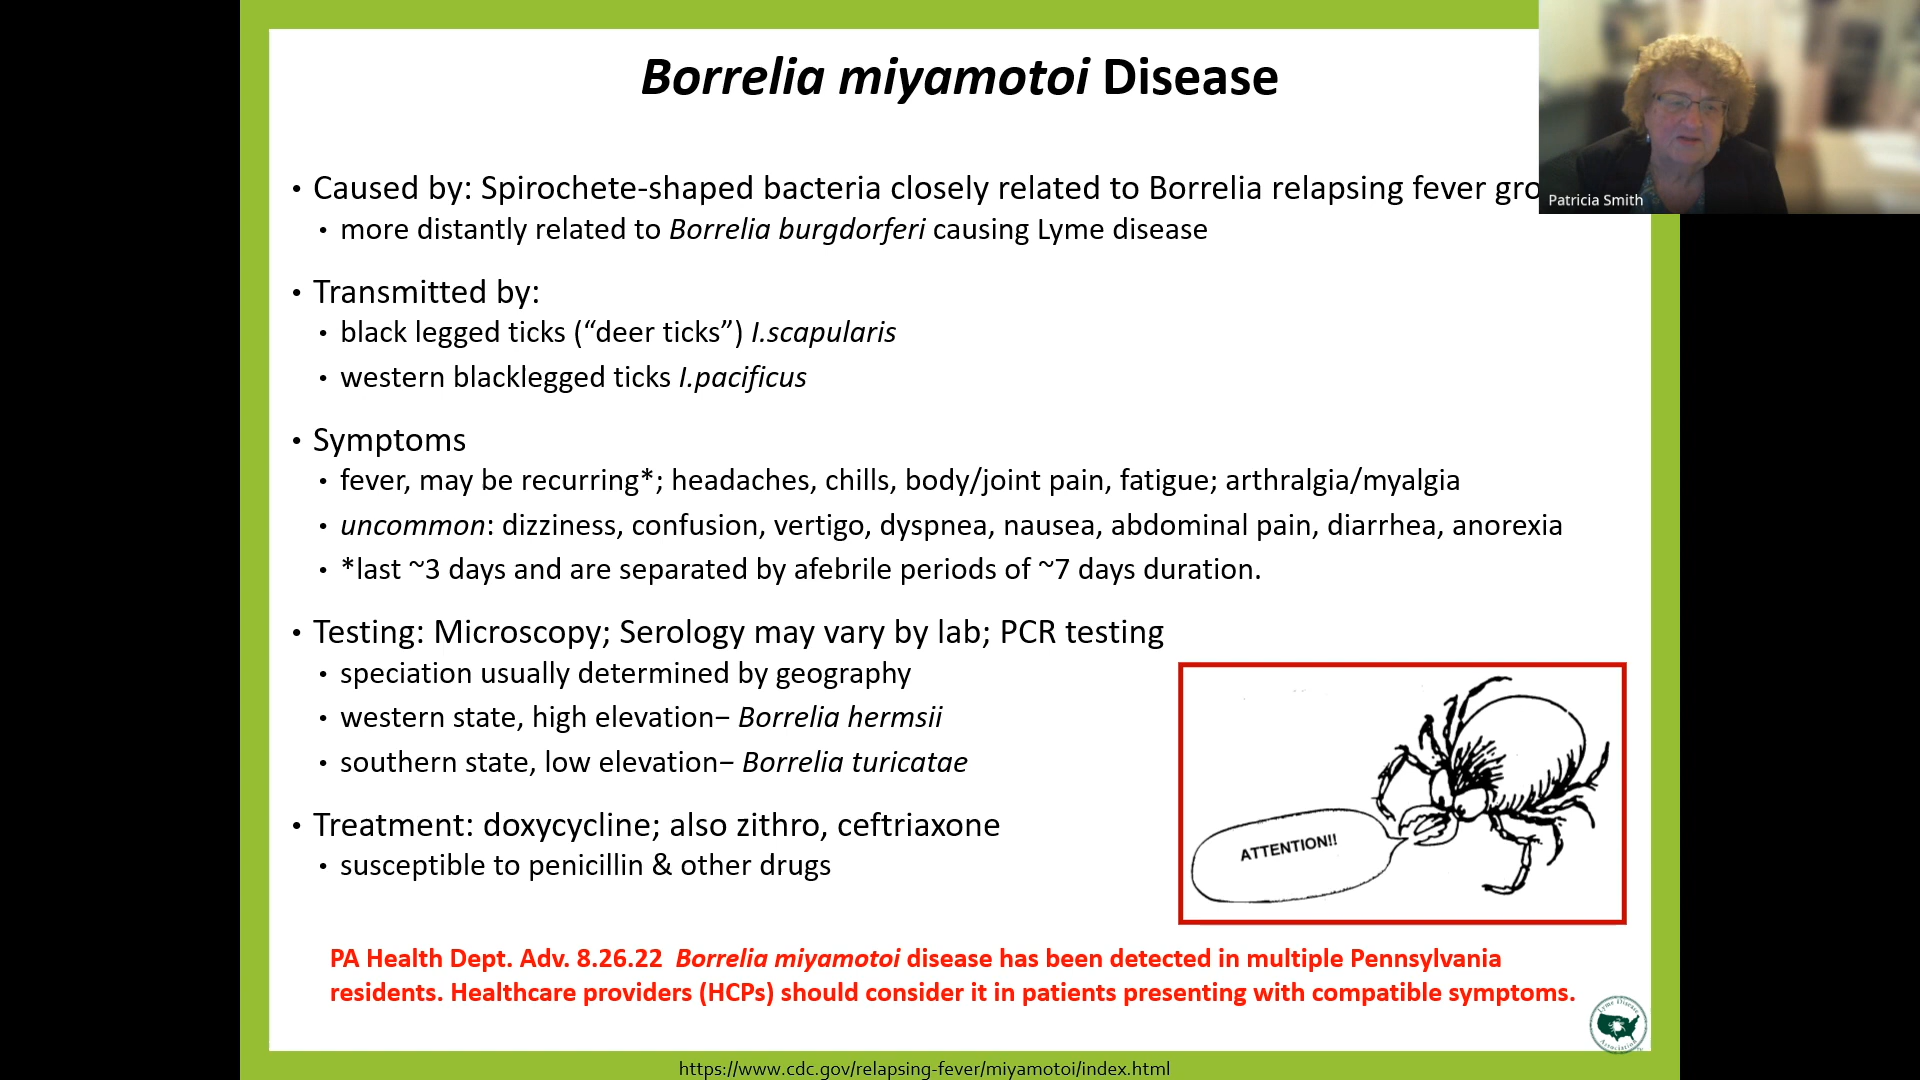 Borrelia miyamotoi Disease
Patricia Smith
• Caused by: Spirochete-shaped bacteria closely related to Borrelia relapsing fever
• more distantly related to Borrelia burgdorferi causing Lyme disease
• Transmitted by:
• black legged ticks (“deer ticks”) I.scapularis
• western blacklegged ticks I.pacificus
• Symptoms
• fever, may be recurring*; headaches, chills, body/joint pain, fatigue; arthralgia/myalgia
• uncommon: dizziness, confusion, vertigo, dyspnea, nausea, abdominal pain, diarrhea, anorexia
• *last ~3 days and are separated by afebrile periods of ~7 days duration.
• Testing: Microscopy; Serology may vary by lab; PCR testing
• speciation usually determined by geography
• western state, high elevation– Borrelia hermsii
• southern state, low elevation– Borrelia turicatae
• Treatment: doxycycline; also zithro, ceftriaxone
• susceptible to penicillin & other drugs
ATTENTION!!
PA Health Dept. Adv. 8.26.22 Borrelia miyamotoi disease has been detected in multiple Pennsylvania
residents. Healthcare providers (HCPs) should consider it in patients presenting with compatible symptoms.
Lyme Disease
Association
https://www.cdc.gov/relapsing-fever/miyamotoi/index.html